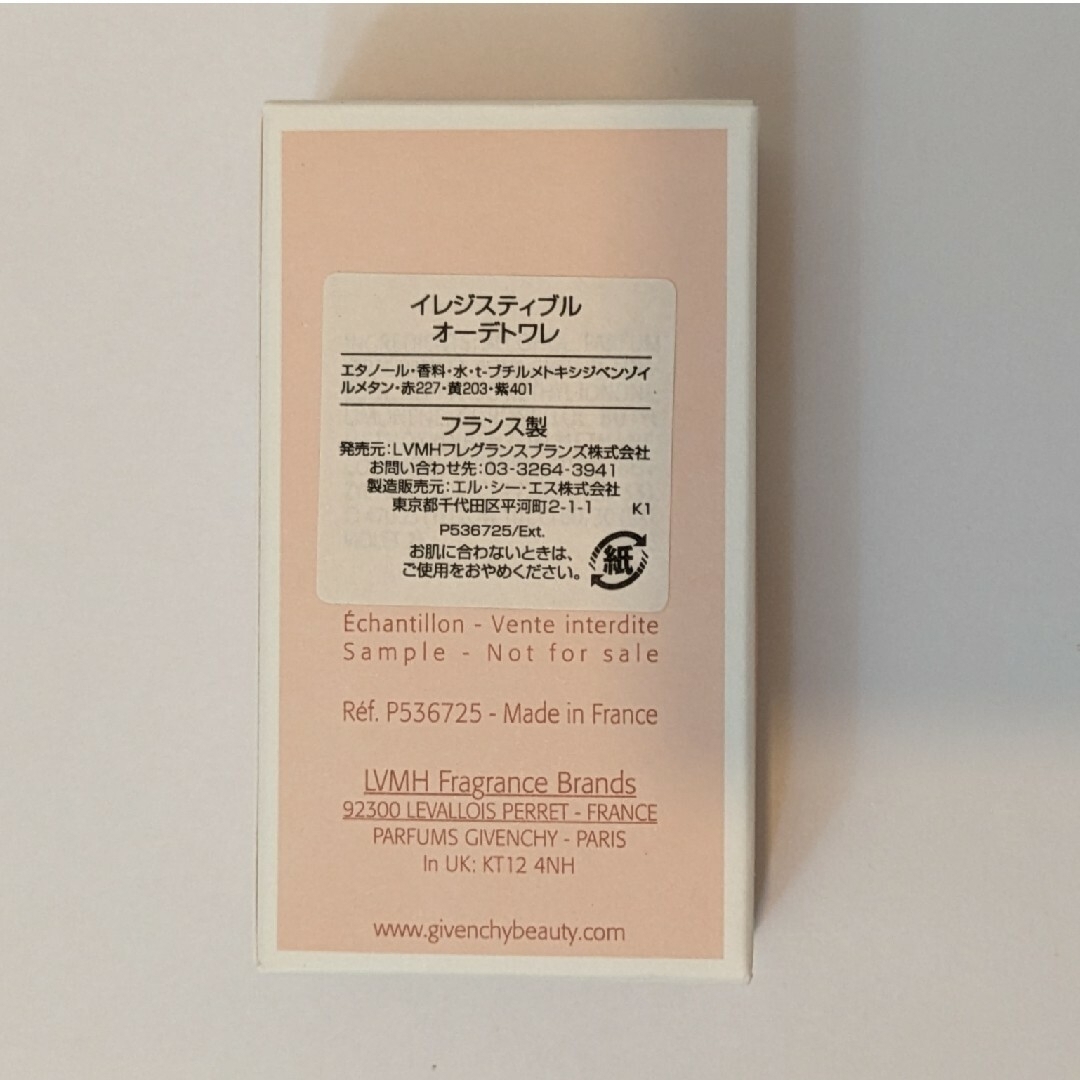 イレジスティブル
オーデトワレ
エタノール・香料・水・t-ブチルメトキシジベンゾイ
ルメタン・赤227・黄203・紫401
フランス製
発売元:LVMHフレグランスブランズ株式会社
お問い合わせ先:03-3264-3941
製造販売元:エル・シー・エス株式会社
東京都千代田区平河町2-1-1 K1
P536725/Ext.
お肌に合わないときは、
ご使用をおやめください。
紙
Échantillon - Vente interdite
Sample - Not for sale
Réf. P536725 - Made in France
LVMH Fragrance Brands
92300 LEVALLOIS PERRET - FRANCE
PARFUMS GIVENCHY - PARIS
In UK: KT12 4NH
www.givenchybeauty.com